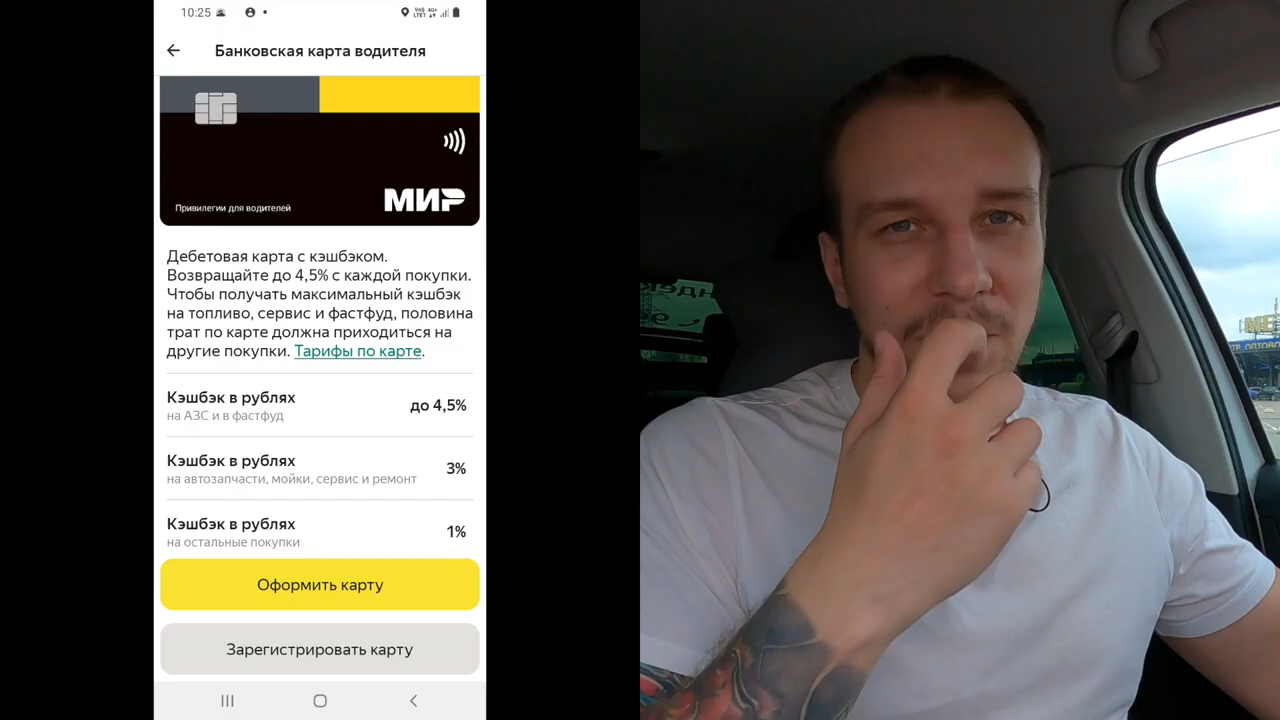 10:25
Банковская карта водителя
Привилегии для водителей
МИР
Дебетовая карта с кэшбэком.
Возвращайте до 4,5% с каждой покупки.
Чтобы получать максимальный кэшбэк
на топливо, сервис и фастфуд, половина
трат по карте должна приходиться на
другие покупки. Тарифы по карте.
Кэшбэк в рублях
на АЗС и в фастфуд
до 4,5%
Кэшбэк в рублях
на автозапчасти, мойки, сервис и ремонт
3%
Кэшбэк в рублях
на остальные покупки
1%
Оформить карту
Зарегистрировать карту